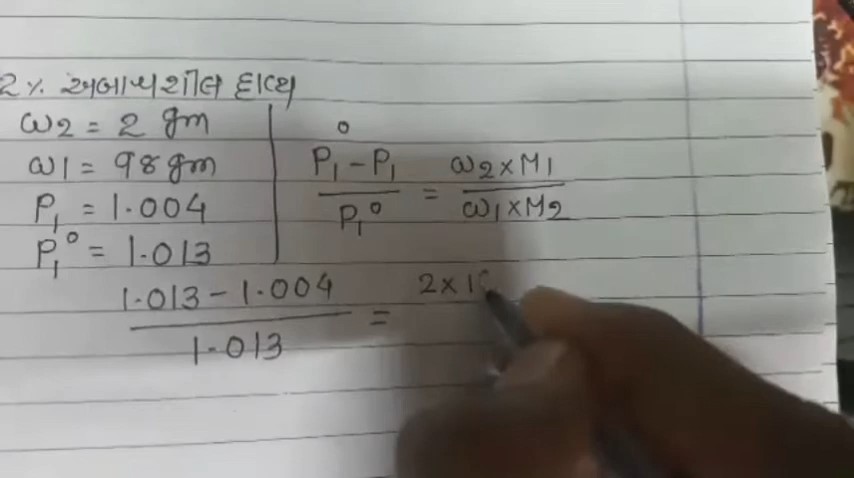 2% અબાષ્પશીલ દ્રાવ્ય
ω2 = 2 gm
ω1 = 98 gm
P₁ = 1.004
P₁° = 1.013
P₁° - P₁ / P₁° = ω2 × M1 / ω1 × M2
1.013 - 1.004 / 1.013 = 2 × 1